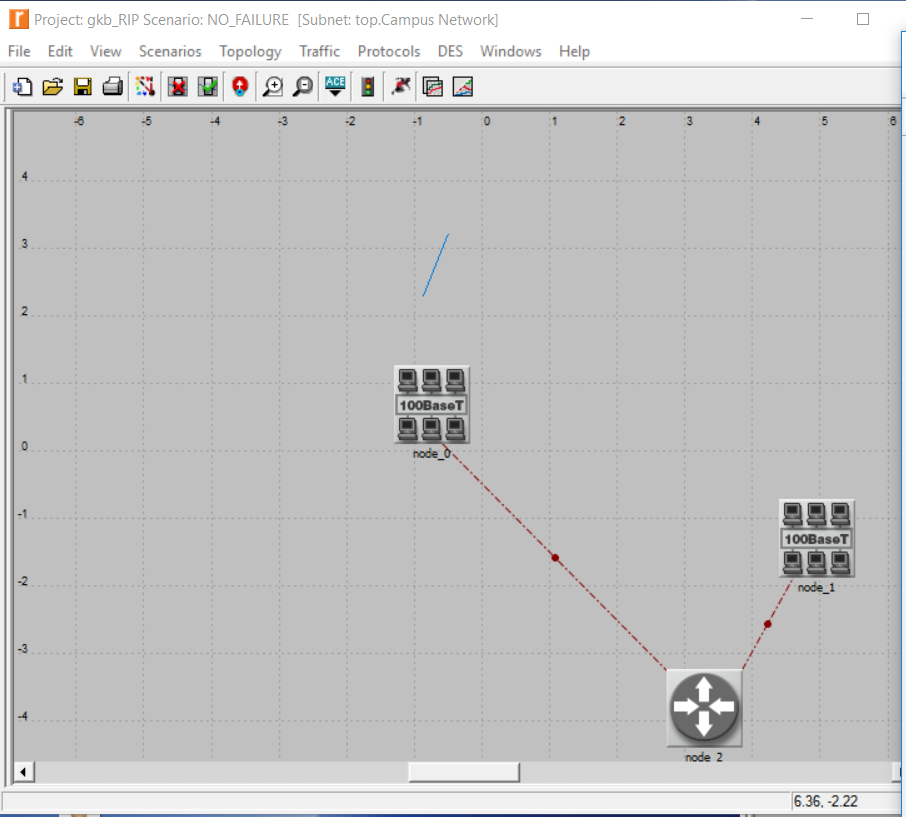 Project: gkb_RIP Scenario: NO_FAILURE [Subnet: top.Campus Network]
File Edit View Scenarios Topology Traffic Protocols DES Windows Help
ACE
-6 -5 -4 -3 -2 -1 0 1 2 3 4 5 6
4
3
2
1
100BaseT
0
node_0
-1
100BaseT
-2
node_1
-3
-4
node_2
6.36, -2.22